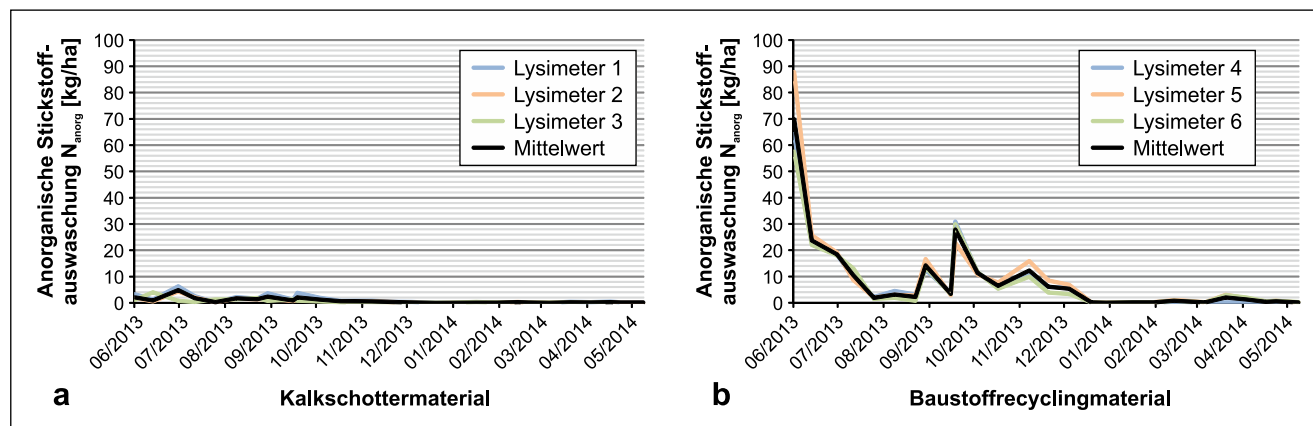 Anorganische Stickstoff-
auswaschung Nanorg [kg/ha]
100
90
80
70
60
50
40
30
20
10
0
Lysimeter 1
Lysimeter 2
Lysimeter 3
Mittelwert
06/2013
07/2013
08/2013
09/2013
10/2013
11/2013
12/2013
01/2014
02/2014
03/2014
04/2014
05/2014
a
Kalkschottermaterial
Anorganische Stickstoff-
auswaschung Nanorg [kg/ha]
100
90
80
70
60
50
40
30
20
10
0
Lysimeter 4
Lysimeter 5
Lysimeter 6
Mittelwert
06/2013
07/2013
08/2013
09/2013
10/2013
11/2013
12/2013
01/2014
02/2014
03/2014
04/2014
05/2014
b
Baustoffrecyclingmaterial